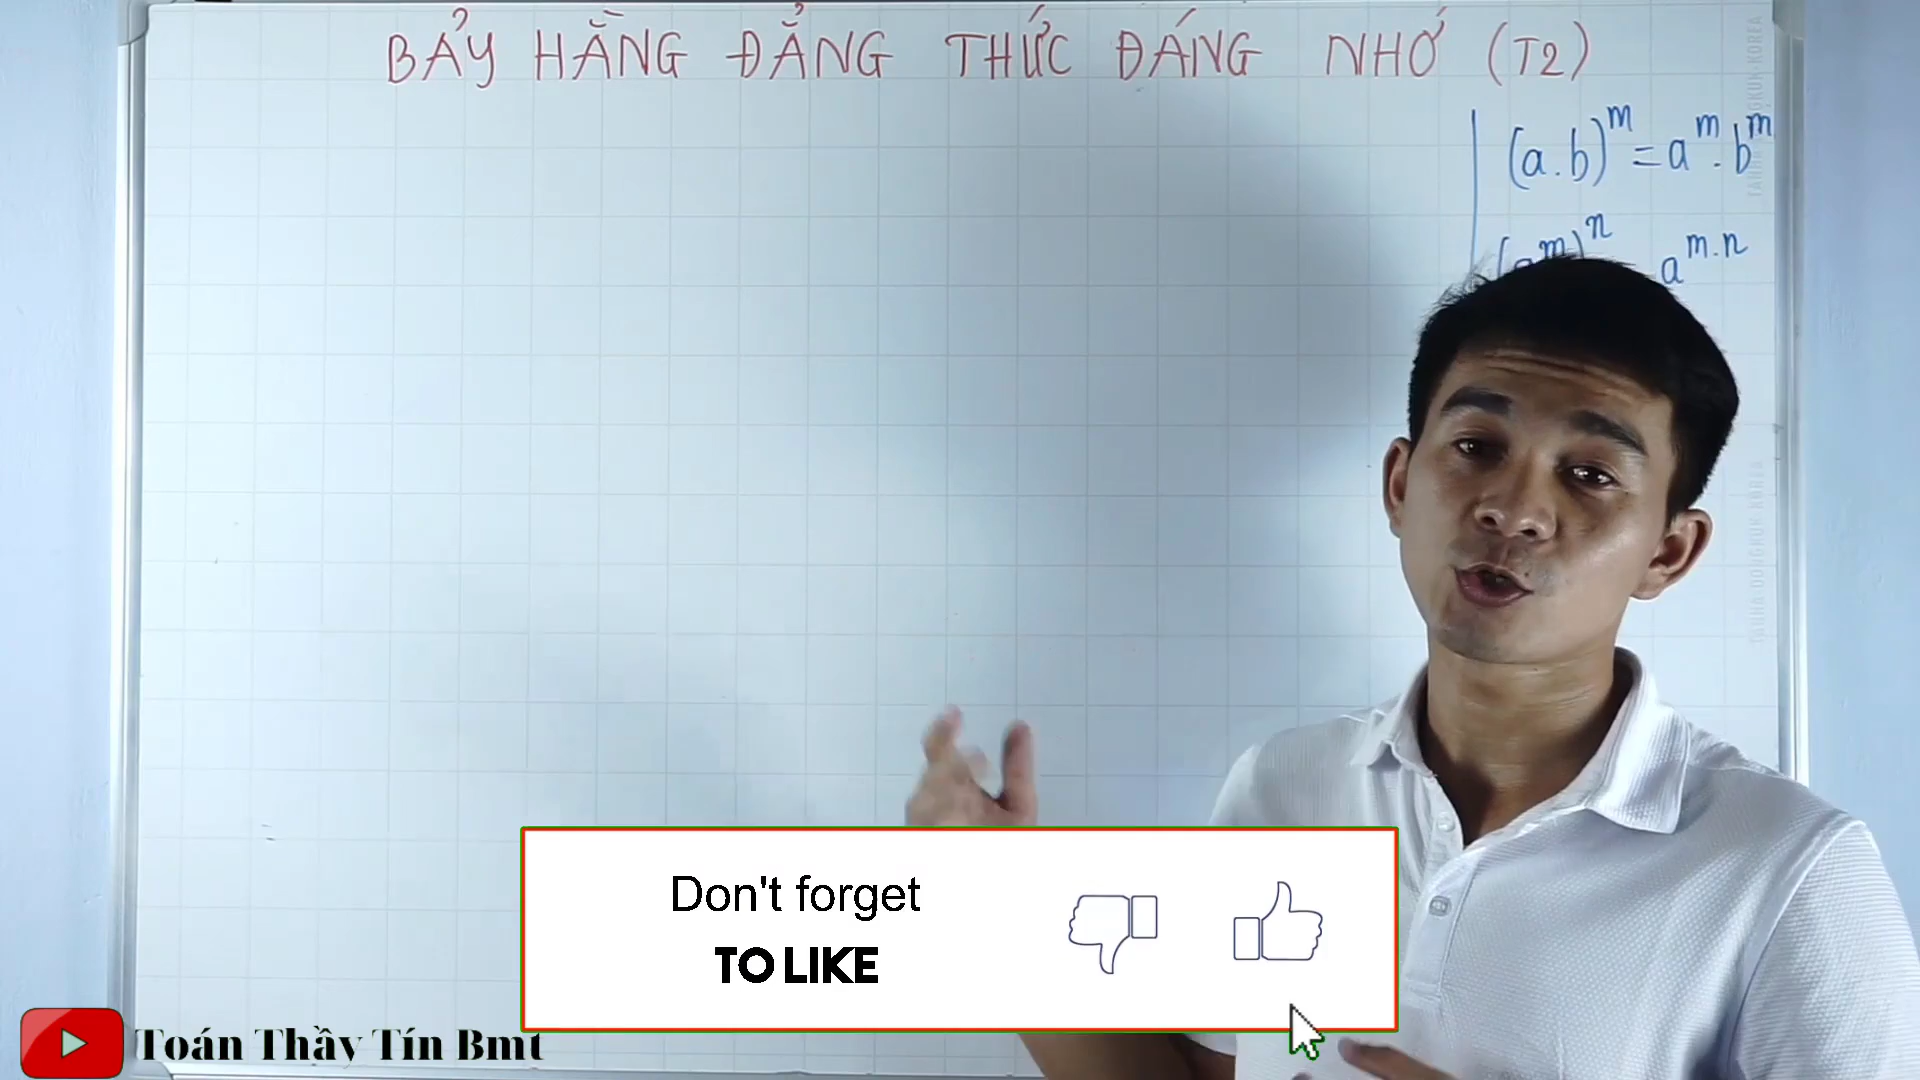 BẢY HẰNG ĐẲNG THỨC ĐÁNG NHỚ (T2)
(a.b)^m = a^m . b^m
(a^m)^n = a^m.n
Don't forget
TO LIKE
Toán Thầy Tín Bmt